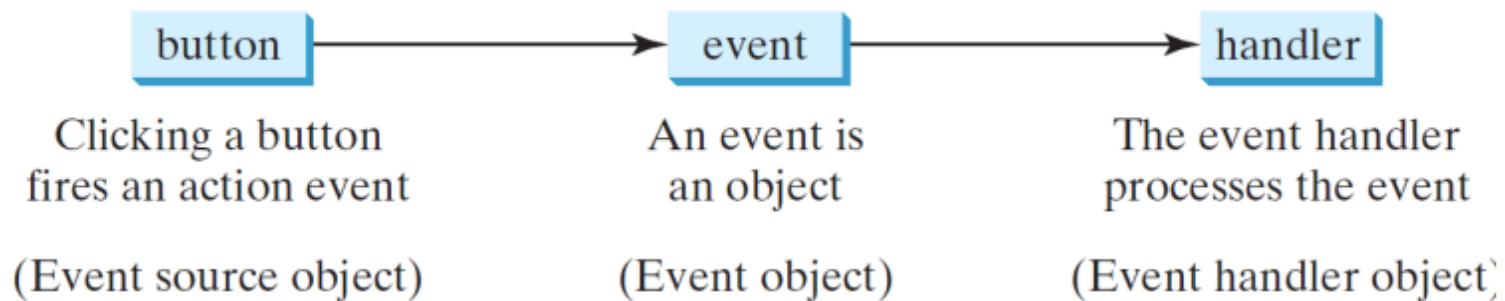 button
event
handler
Clicking a button
fires an action event
An event is
an object
The event handler
processes the event
(Event source object)
(Event object)
(Event handler object)